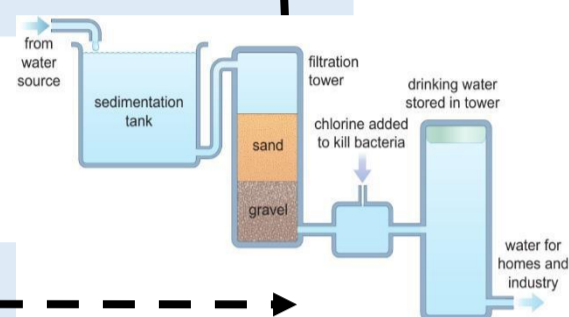 from
water
source
sedimentation
tank
filtration
tower
sand
gravel
chlorine added
to kill bacteria
drinking water
stored in tower
water for
homes and
industry